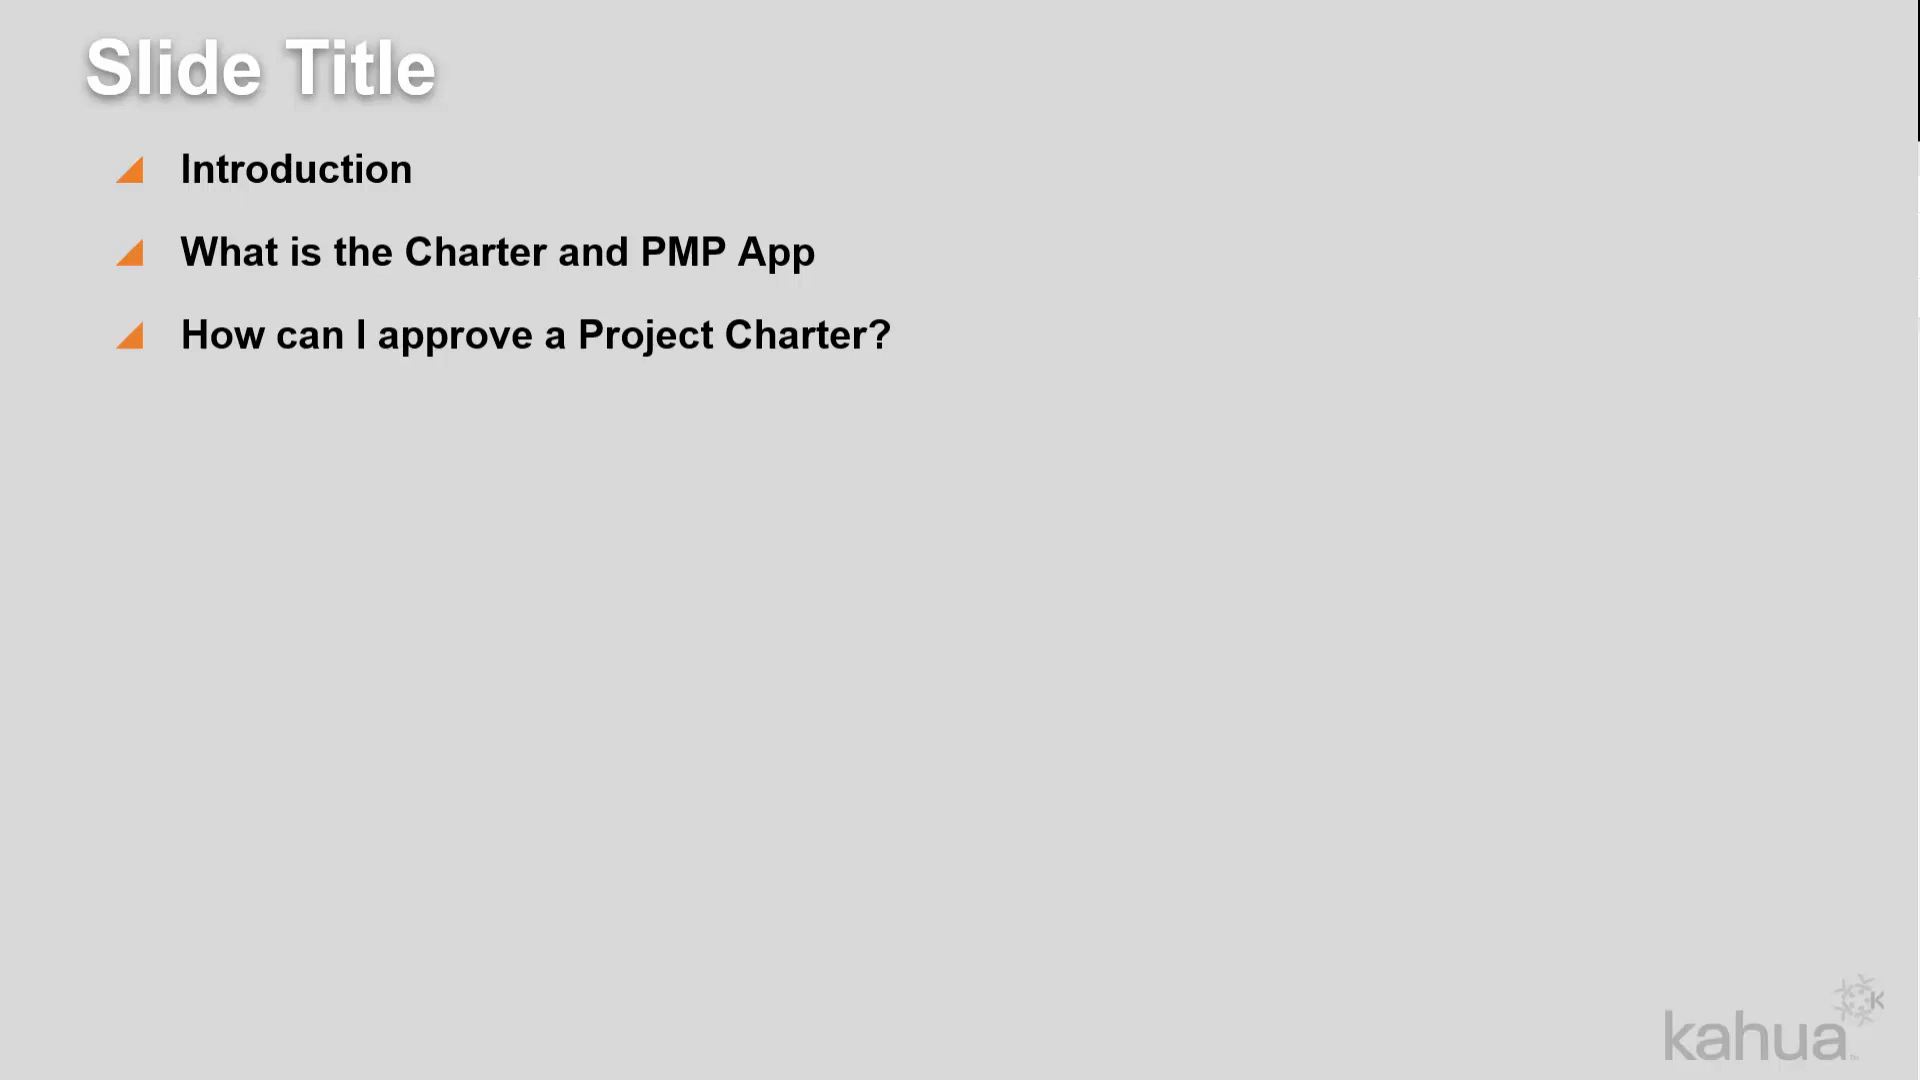 Slide Title
Introduction
What is the Charter and PMP App
How can I approve a Project Charter?
kahua